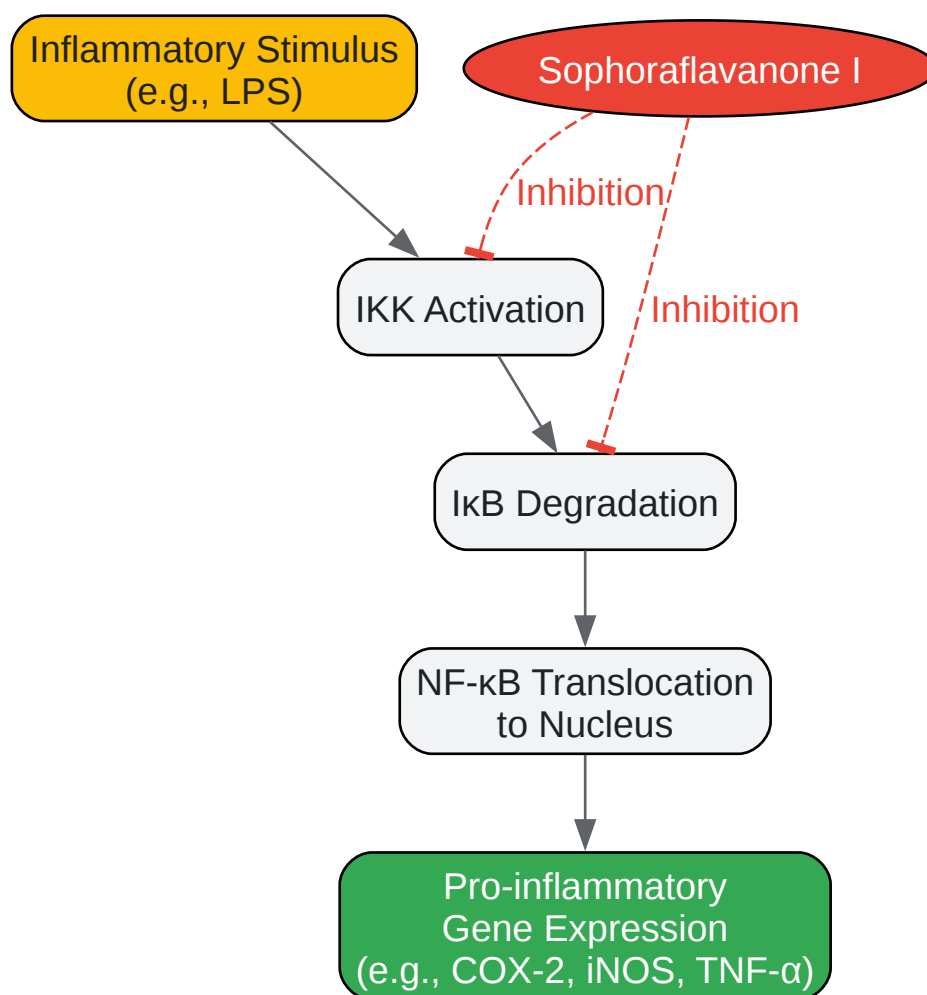 Inflammatory Stimulus
(e.g., LPS)
Sophoraflavanone I
Inhibition
IKK Activation
Inhibition
IκB Degradation
NF-κB Translocation
to Nucleus
Pro-inflammatory
Gene Expression
(e.g., COX-2, iNOS, TNF-α)